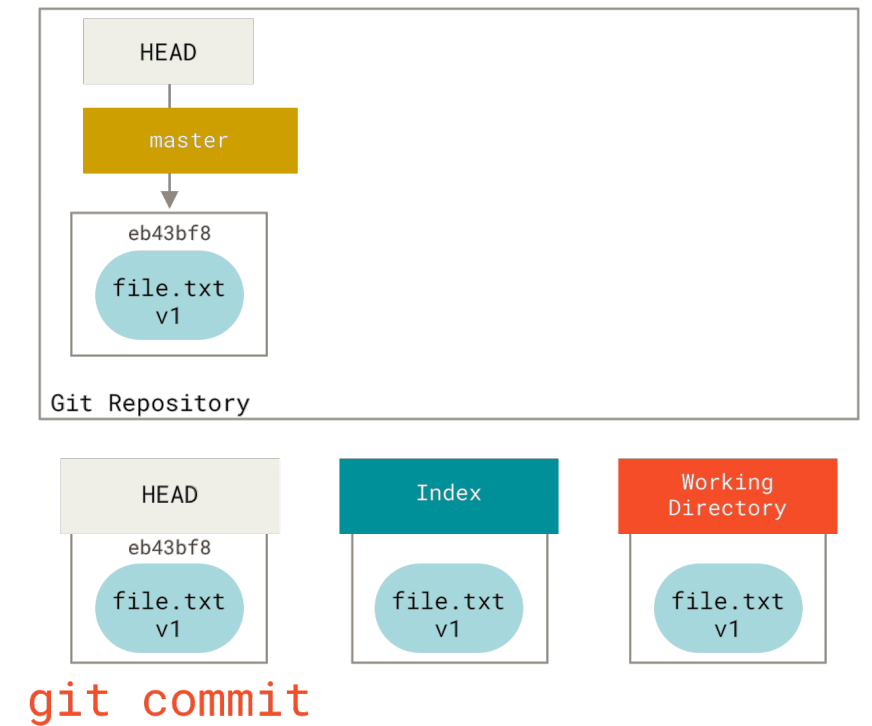 HEAD
master
eb43bf8
file.txt
v1
Git Repository
HEAD
eb43bf8
file.txt
v1
Index
file.txt
v1
Working
Directory
file.txt
v1
git commit